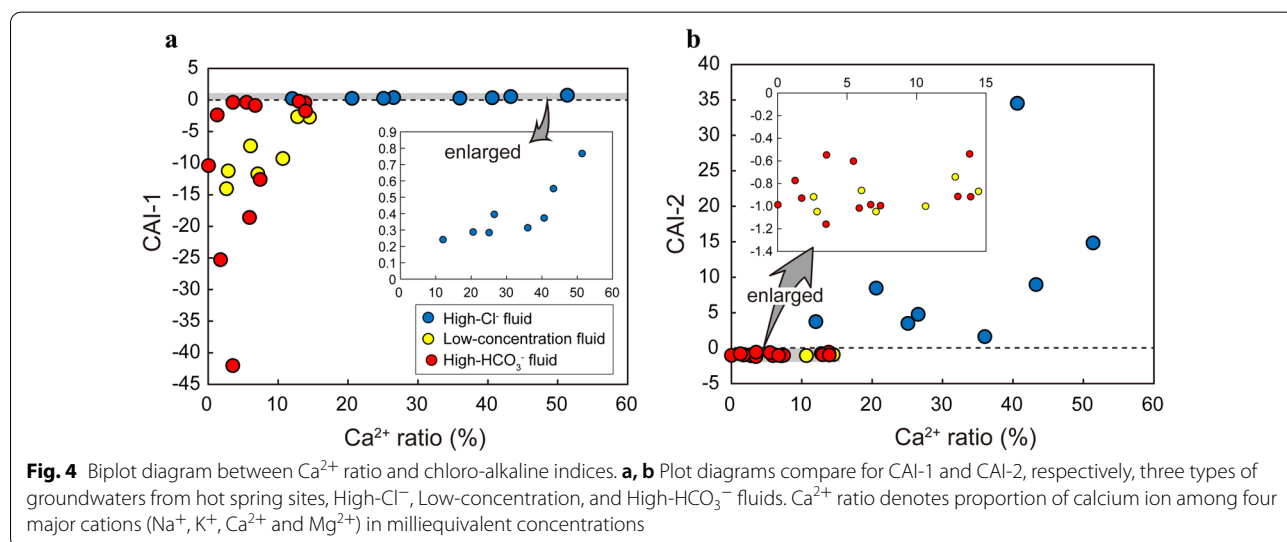 a
5
0
-5
-10
-15
-20
-25
-30
-35
-40
-45
CAI-1
0 10 20 30 40 50 60
Ca²⁺ ratio (%)
enlarged
0.9
0.8
0.7
0.6
0.5
0.4
0.3
0.2
0.1
0
0 10 20 30 40 50 60
High-Cl⁻ fluid
Low-concentration fluid
High-HCO₃⁻ fluid
b
40
35
30
25
20
15
10
5
0
-5
CAI-2
0 10 20 30 40 50 60
Ca²⁺ ratio (%)
0 5 10 15
0
-0.2
-0.4
-0.6
-0.8
-1.0
-1.2
-1.4
enlarged
Fig. 4 Biplot diagram between Ca²⁺ ratio and chloro-alkaline indices. a, b Plot diagrams compare for CAI-1 and CAI-2, respectively, three types of
groundwaters from hot spring sites, High-Cl⁻, Low-concentration, and High-HCO₃⁻ fluids. Ca²⁺ ratio denotes proportion of calcium ion among four
major cations (Na⁺, K⁺, Ca²⁺ and Mg²⁺) in milliequivalent concentrations